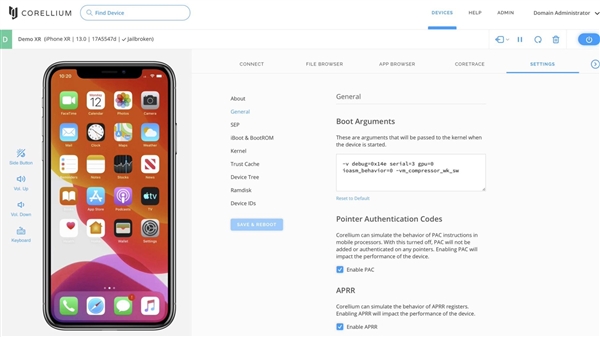 CORELLIUM
Find Device
DEVICES
HELP
ADMIN
Domain Administrator
D
Demo XR (iPhone XR | 13.0 | 17A5547d | ✓ Jailbroken)
CONNECT
FILE BROWSER
APP BROWSER
CORETRACE
SETTINGS
Side Button
Vol. Up
Vol. Down
Keyboard
10:30
FaceTime
Calendar
12
Photos
Camera
Mail
Clock
Maps
Weather
Reminders
Notes
Stocks
News
Books
App Store
Podcasts
TV
Health
Home
Wallet
Settings
About
General
SEP
iBoot & BootROM
Kernel
Trust Cache
Device Tree
Ramdisk
Device IDs
SAVE & REBOOT
General
Boot Arguments
These are arguments that will be passed to the kernel when
the device is started.
-v debug=0x14e serial=3 gpu=0
ioasm_behavior=0 -vm_compressor_wk_sw
Reset to Default
Pointer Authentication Codes
Corellium can simulate the behavior of PAC instructions in
mobile processors. With this turned off, PAC will not be
added or authenticated on any pointers. Enabling PAC will
impact the performance of the device.
Enable PAC
APRR
Corellium can simulate the behavior of APRR registers.
Enabling APRR will impact the performance of the device.
Enable APRR